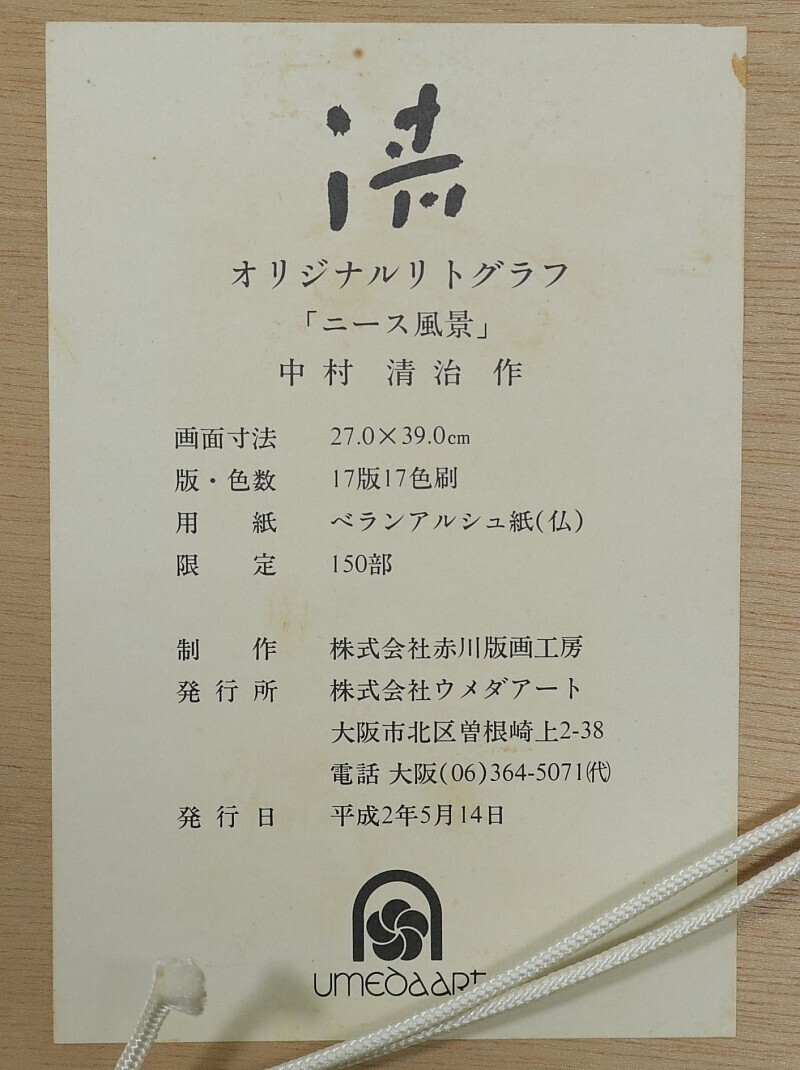 清
オリジナルリトグラフ
「ニース風景」
中村 清治 作
画面寸法 27.0×39.0cm
版・色数 17版17色刷
用 紙 ベランアルシュ紙(仏)
限 定 150部
制 作 株式会社赤川版画工房
発行所 株式会社ウメダアート
大阪市北区曽根崎上2-38
電話 大阪(06)364-5071㈹
発行日 平成2年5月14日
UMEDAART